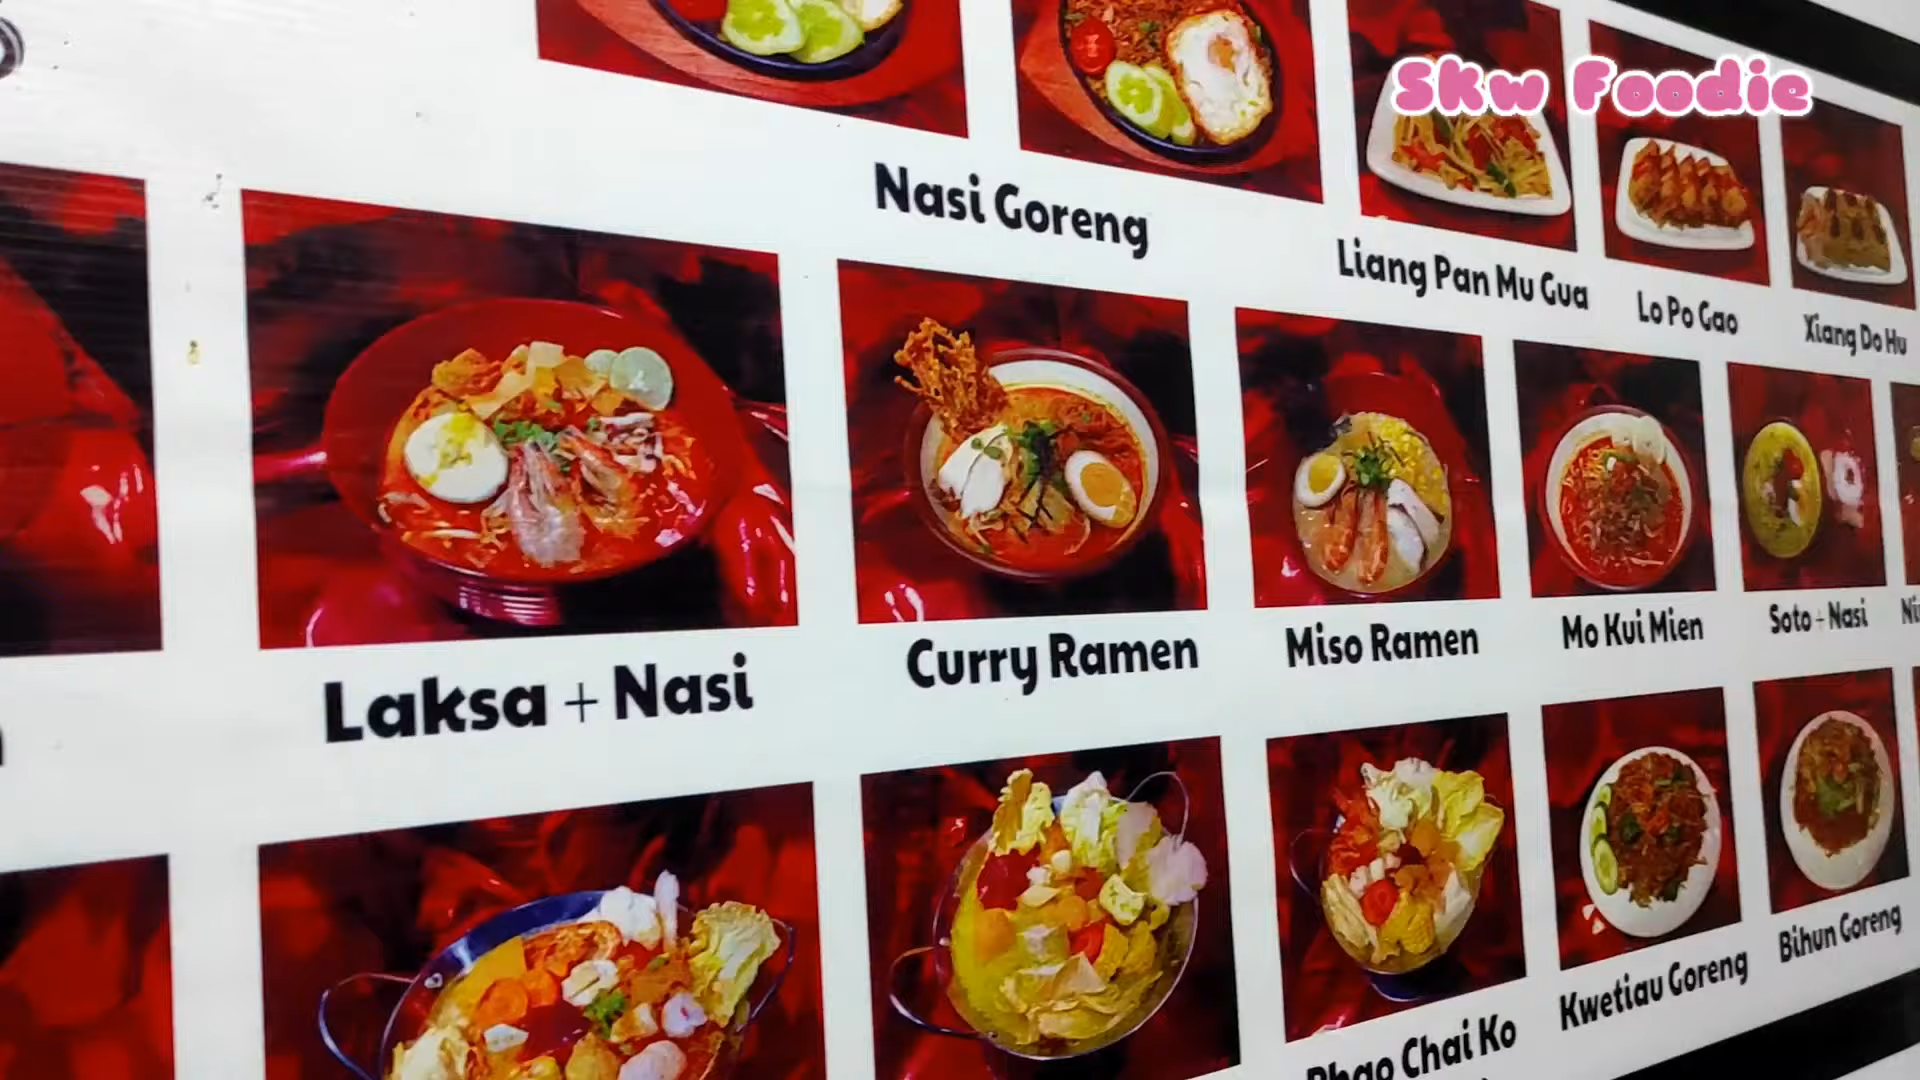 Skw Foodie
Nasi Goreng
Liang Pan Mu Gua
Lo Po Gao
Xiang Do Hu
Laksa + Nasi
Curry Ramen
Miso Ramen
Mo Kui Mien
Soto + Nasi
Phao Chai Ko
Kwetiau Goreng
Bihun Goreng